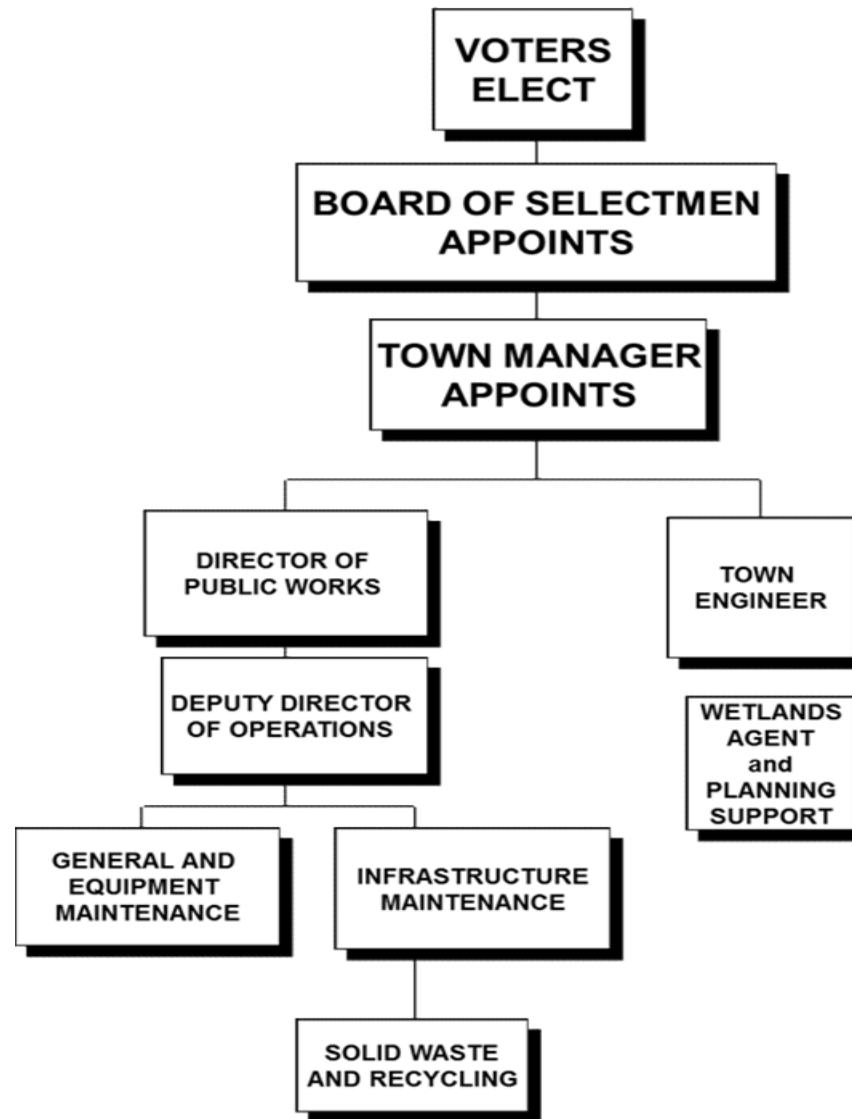 VOTERS
ELECT
BOARD OF SELECTMEN
APPOINTS
TOWN MANAGER
APPOINTS
DIRECTOR OF
PUBLIC WORKS
TOWN
ENGINEER
DEPUTY DIRECTOR
OF OPERATIONS
WETLANDS
AGENT
and
PLANNING
SUPPORT
GENERAL AND
EQUIPMENT
MAINTENANCE
INFRASTRUCTURE
MAINTENANCE
SOLID WASTE
AND RECYCLING